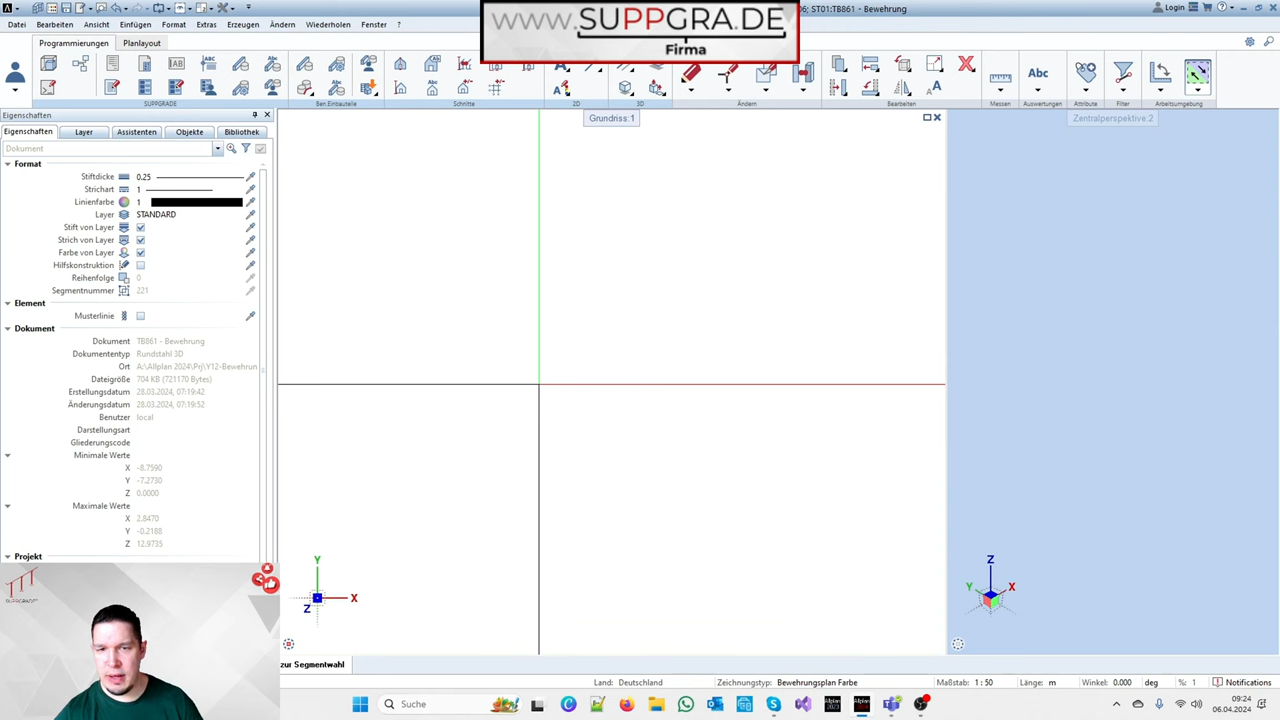 06; ST01:TB861 - Bewehrung
Login
Datei Bearbeiten Ansicht Einfügen Format Extras Erzeugen Ändern Wiederholen Fenster ?
WWW.SUPPGRA.DE
Firma
Programmierungen Planlayout
Abc
SUPPGRADE Ben.Einbauteile Schnitte 2D 3D Ändern Bearbeiten Messen Auswertungen Attribute Filter Arbeitsumgebung
Eigenschaften
Eigenschaften Layer Assistenten Objekte Bibliothek
Grundriss:1
Zentralperspektive:2
Dokument
Format
Stiftdicke 0.25
Strichart 1
Linienfarbe 1
Layer STANDARD
Stift von Layer
Strich von Layer
Farbe von Layer
Hilfskonstruktion
Reihenfolge 0
Segmentnummer 221
Element
Musterlinie
Dokument
Dokument TB861 - Bewehrung
Dokumententyp Rundstahl 3D
Ort A:\Allplan 2024\Prj\Y12-Bewehrun
Dateigröße 704 KB (721170 Bytes)
Erstellungsdatum 28.03.2024, 07:19:42
Änderungsdatum 28.03.2024, 07:19:52
Benutzer local
Darstellungsart
Gliederungscode
Minimale Werte
X -8.7590
Y -7.2730
Z 0.0000
Maximale Werte
X 2.8470
Y -0.2188
Z 12.9735
Projekt
SUPPGRADE
Y
X
Z
Z
Y
X
zur Segmentwahl
Land: Deutschland Zeichnungstyp: Bewehrungsplan Farbe Maßstab: 1 : 50 Länge: m Winkel: 0.000 deg %: 1 Notifications
Suche
09:24
06.04.2024